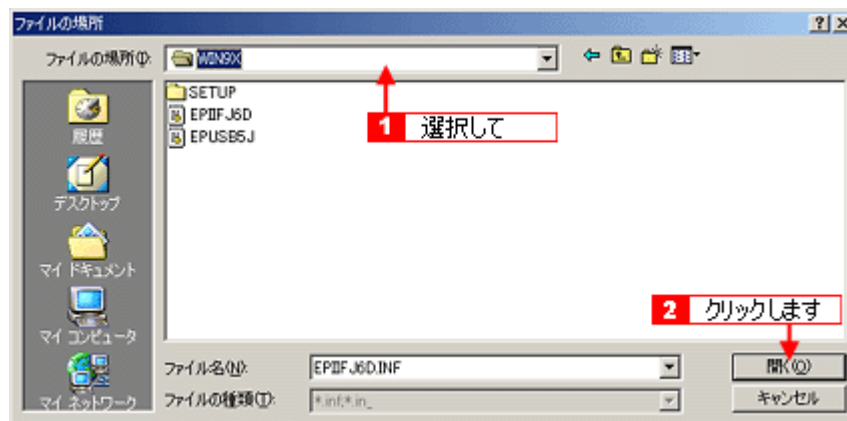 ファイルの場所
ファイルの場所(I):
WIN9X
SETUP
EPIIFJ6D
EPUSB5J
1 選択して
履歴
デスクトップ
マイ ドキュメント
マイ コンピュータ
マイ ネットワーク
2 クリックします
ファイル名(N):
EPIIFJ6D.INF
開く(O)
ファイルの種類(T):
*.inf;*.in_
キャンセル